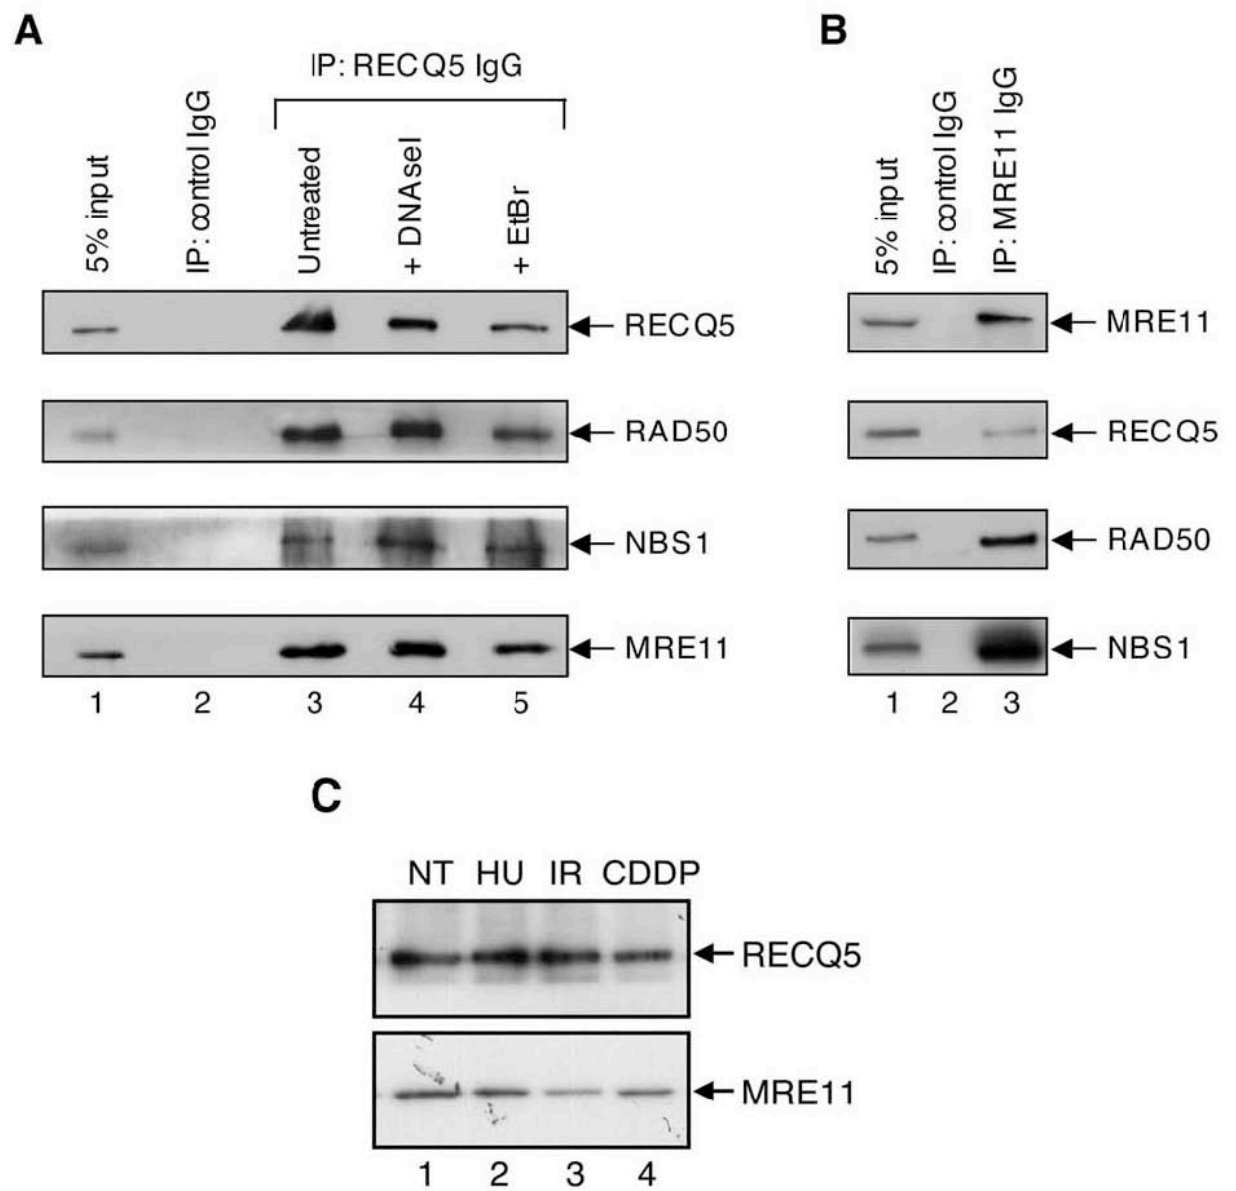 A
B
IP: RECQ5 IgG
5% input
IP: control IgG
Untreated
+ DNAseI
+ EtBr
5% input
IP: control IgG
IP: MRE11 IgG
RECQ5
RAD50
NBS1
MRE11
1 2 3 4 5
MRE11
RECQ5
RAD50
NBS1
1 2 3
C
NT HU IR CDDP
RECQ5
MRE11
1 2 3 4